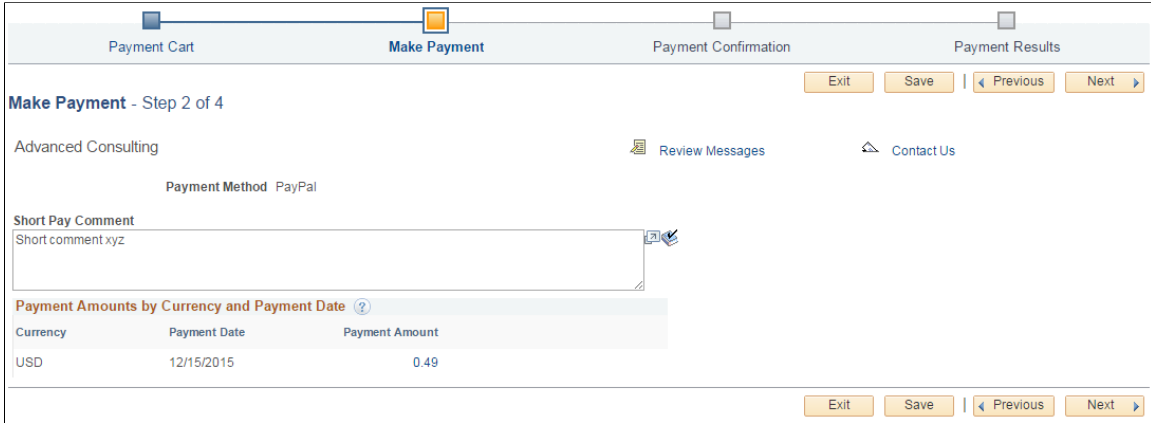 Payment Cart Make Payment Payment Confirmation Payment Results
Exit Save | Previous Next
Make Payment - Step 2 of 4
Advanced Consulting Review Messages Contact Us
Payment Method PayPal
Short Pay Comment
Short comment xyz
Payment Amounts by Currency and Payment Date ?
Currency Payment Date Payment Amount
USD 12/15/2015 0.49
Exit Save | Previous Next